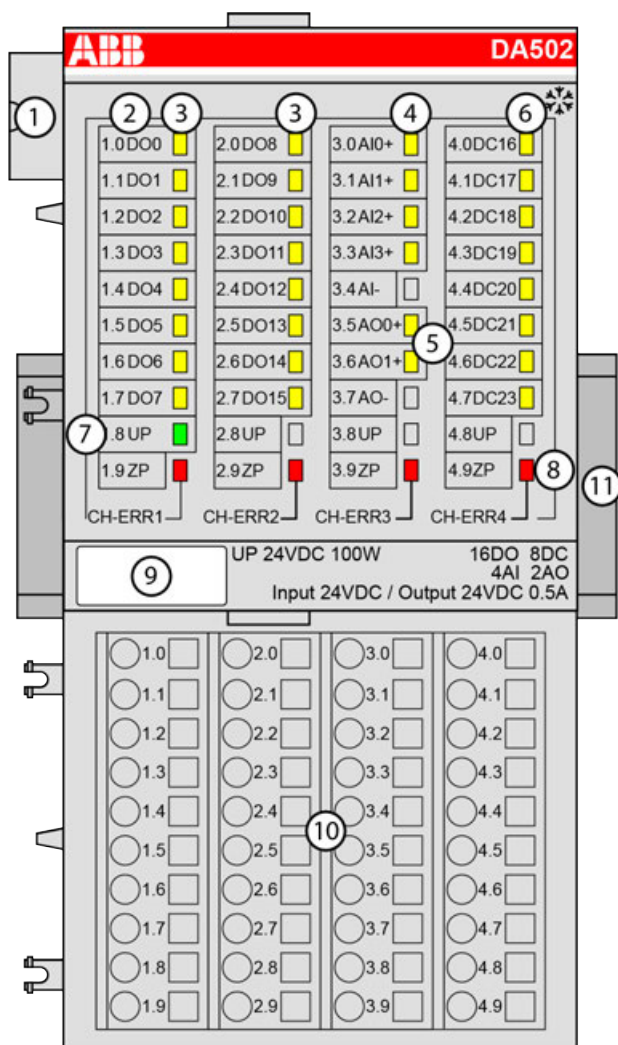 ABB DA502
1 2 3 3 4 6
1.0 DO0 2.0 DO8 3.0 AI0+ 4.0 DC16
1.1 DO1 2.1 DO9 3.1 AI1+ 4.1 DC17
1.2 DO2 2.2 DO10 3.2 AI2+ 4.2 DC18
1.3 DO3 2.3 DO11 3.3 AI3+ 4.3 DC19
1.4 DO4 2.4 DO12 3.4 AI- 4.4 DC20
1.5 DO5 2.5 DO13 3.5 AO0+ 5 4.5 DC21
1.6 DO6 2.6 DO14 3.6 AO1+ 4.6 DC22
1.7 DO7 2.7 DO15 3.7 AO- 4.7 DC23
7 1.8 UP 2.8 UP 3.8 UP 4.8 UP
1.9 ZP 2.9 ZP 3.9 ZP 4.9 ZP 8 11
CH-ERR1 CH-ERR2 CH-ERR3 CH-ERR4
9 UP 24VDC 100W 16DO 8DC
4AI 2AO
Input 24VDC / Output 24VDC 0.5A
1.0 2.0 3.0 4.0
1.1 2.1 3.1 4.1
1.2 2.2 3.2 4.2
1.3 2.3 3.3 4.3
1.4 2.4 10 3.4 4.4
1.5 2.5 3.5 4.5
1.6 2.6 3.6 4.6
1.7 2.7 3.7 4.7
1.8 2.8 3.8 4.8
1.9 2.9 3.9 4.9